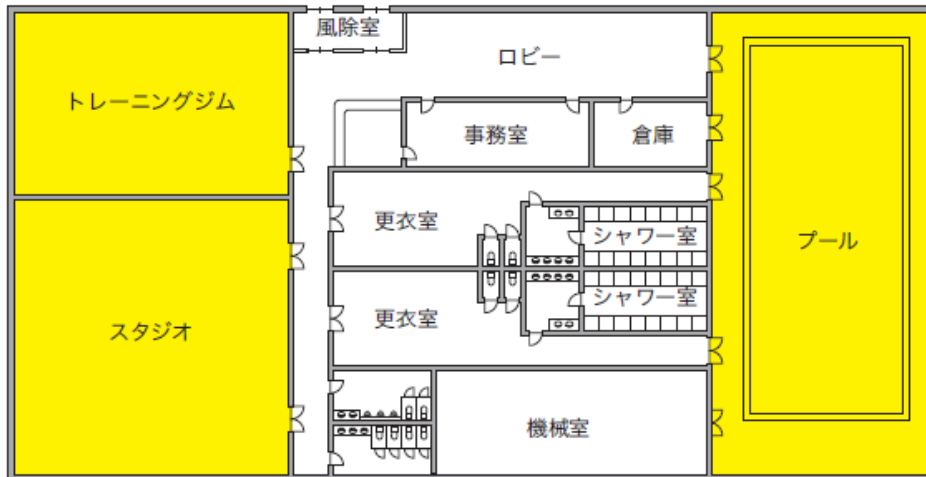 風除室
ロビー
トレーニングジム
事務室
倉庫
更衣室
シャワー室
プール
シャワー室
更衣室
スタジオ
機械室